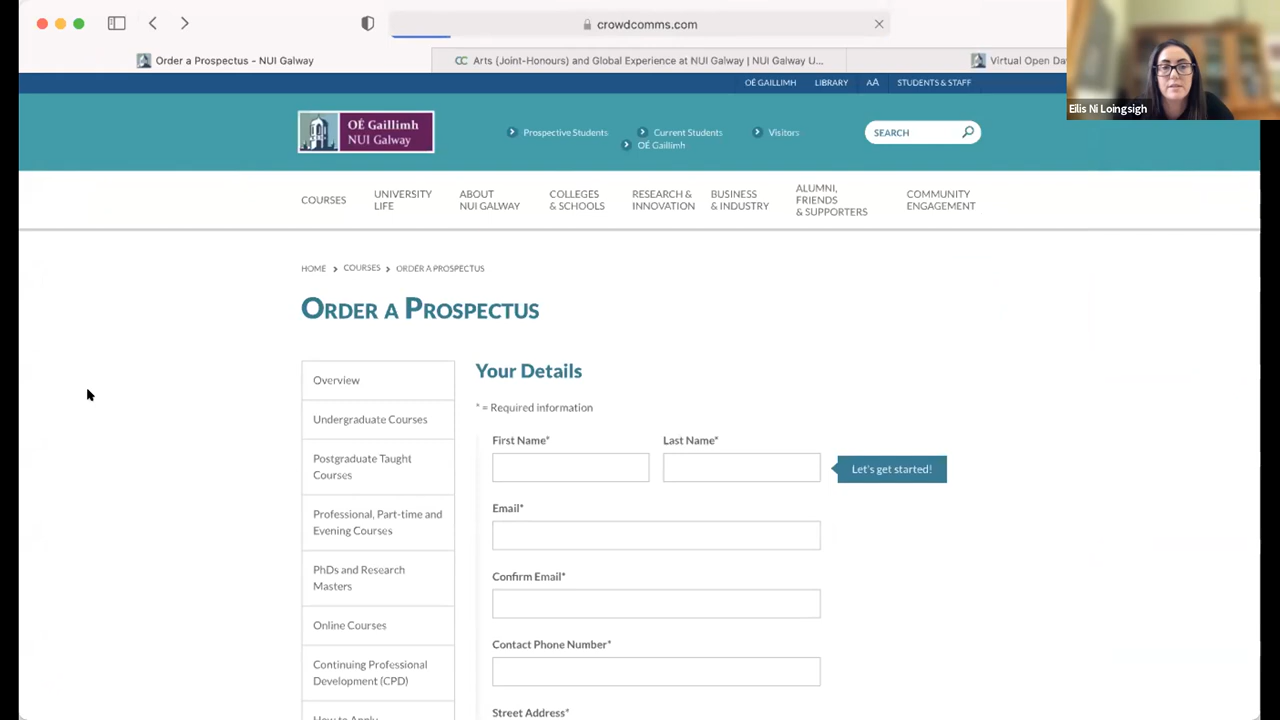 crowdcomms.com
Order a Prospectus - NUI Galway
CC Arts (Joint-Honours) and Global Experience at NUI Galway | NUI Galway U...
Virtual Open Da
Eilis Ni Loingsigh
OÉ GAILLIMH LIBRARY AA STUDENTS & STAFF
OÉ Gaillimh
NUI Galway
Prospective Students Current Students Visitors
OÉ Gaillimh
SEARCH
COURSES
UNIVERSITY
LIFE
ABOUT
NUI GALWAY
COLLEGES
& SCHOOLS
RESEARCH &
INNOVATION
BUSINESS
& INDUSTRY
ALUMNI,
FRIENDS
& SUPPORTERS
COMMUNITY
ENGAGEMENT
HOME > COURSES > ORDER A PROSPECTUS
ORDER A PROSPECTUS
Overview
Undergraduate Courses
Postgraduate Taught
Courses
Professional, Part-time and
Evening Courses
PhDs and Research
Masters
Online Courses
Continuing Professional
Development (CPD)
How to Apply
Your Details
* = Required information
First Name* Last Name*
Let's get started!
Email*
Confirm Email*
Contact Phone Number*
Street Address*